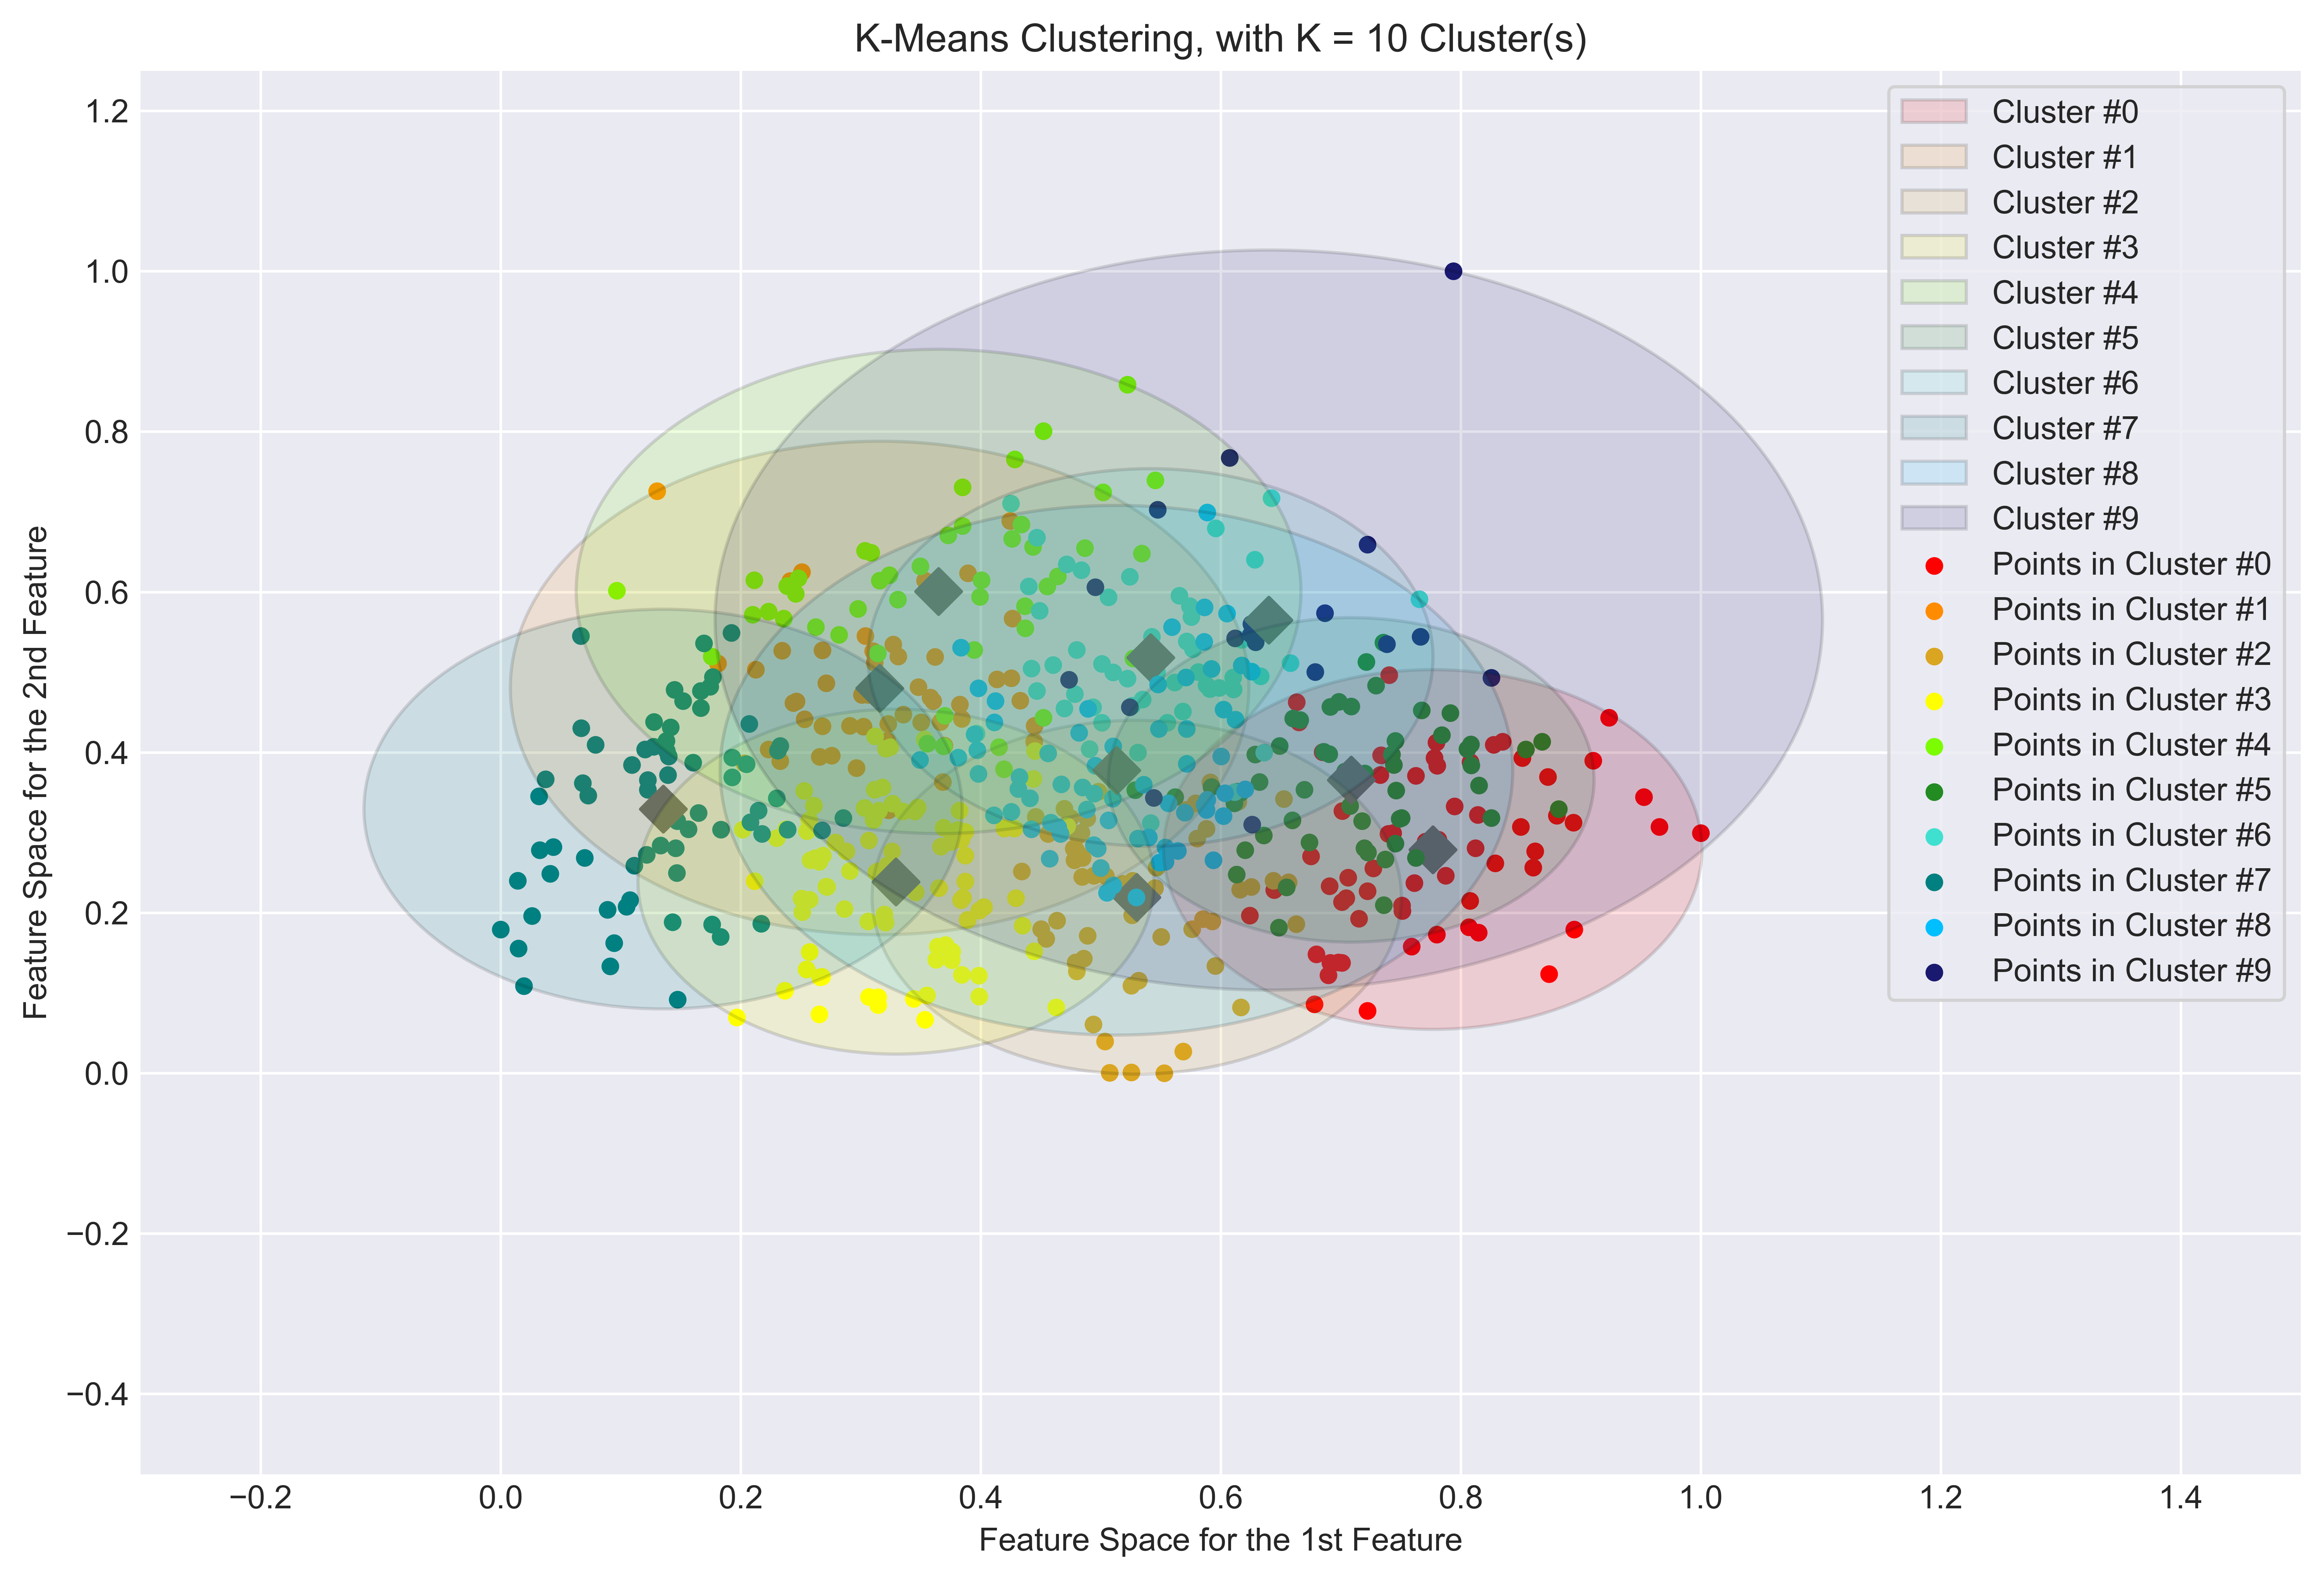 K-Means Clustering, with K = 10 Cluster(s)
1.2
1.0
0.8
0.6
0.4
0.2
0.0
−0.2
−0.4
Feature Space for the 2nd Feature
−0.2
0.0
0.2
0.4
0.6
0.8
1.0
1.2
1.4
Feature Space for the 1st Feature
Cluster #0
Cluster #1
Cluster #2
Cluster #3
Cluster #4
Cluster #5
Cluster #6
Cluster #7
Cluster #8
Cluster #9
Points in Cluster #0
Points in Cluster #1
Points in Cluster #2
Points in Cluster #3
Points in Cluster #4
Points in Cluster #5
Points in Cluster #6
Points in Cluster #7
Points in Cluster #8
Points in Cluster #9